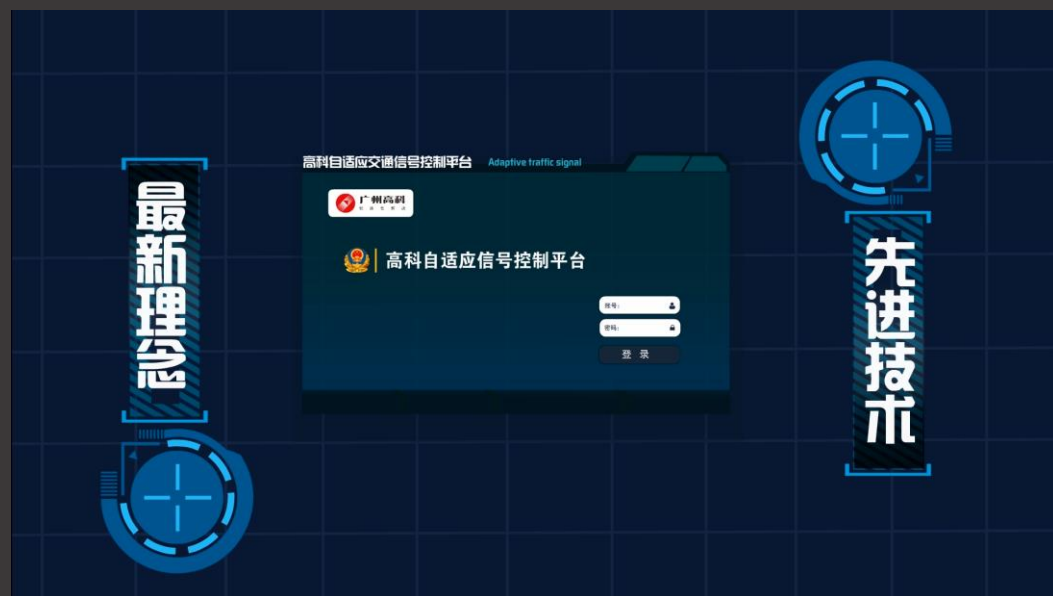 最新理念
高科自适应交通信号控制平台 Adaptive traffic signal
广州高科
高科自适应信号控制平台
账号:
密码:
登 录
先进技术